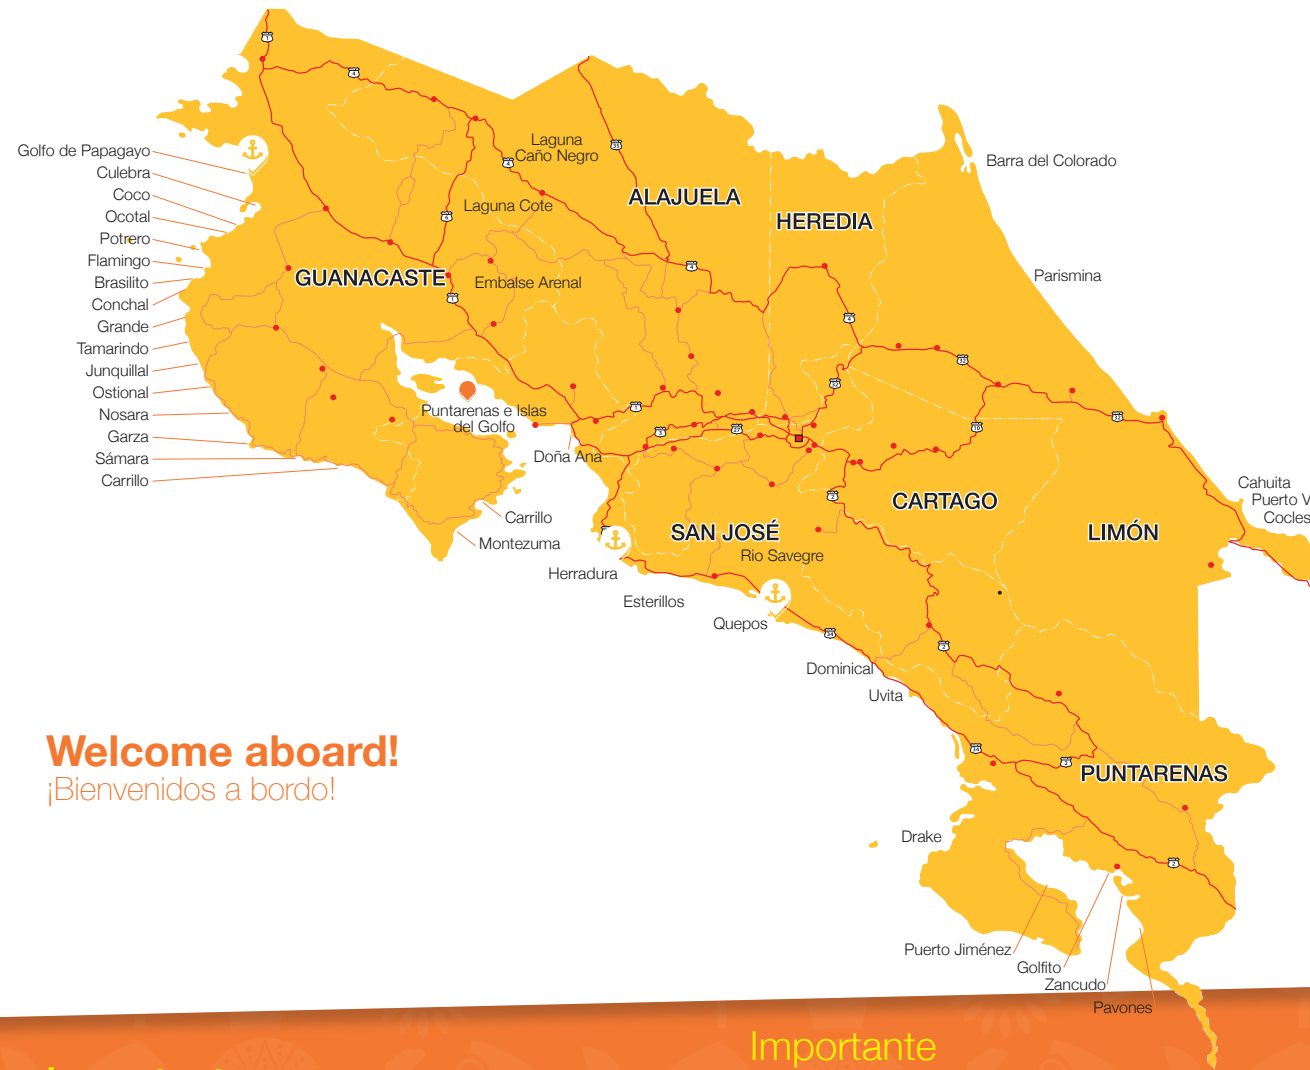 Laguna
Caño Negro
Golfo de Papagayo
Culebra
Coco
Ocotal
Potrero
Flamingo
Brasilito
Conchal
Grande
Tamarindo
Junquillal
Ostional
Nosara
Garza
Sámara
Carrillo
Barra del Colorado
ALAJUELA
Laguna Cote
HEREDIA
GUANACASTE
Embalse Arenal
Parismina
Puntarenas e Islas
del Golfo
Doña Ana
Carrillo
Montezuma
CARTAGO
SAN JOSÉ
Rio Savegre
LIMÓN
Cahuita
Puerto V
Cocles
Herradura
Esterillos
Quepos
Dominical
Uvita
Welcome aboard!
¡Bienvenidos a bordo!
PUNTARENAS
Drake
Puerto Jiménez
Golfito
Zancudo
Pavones
Importante